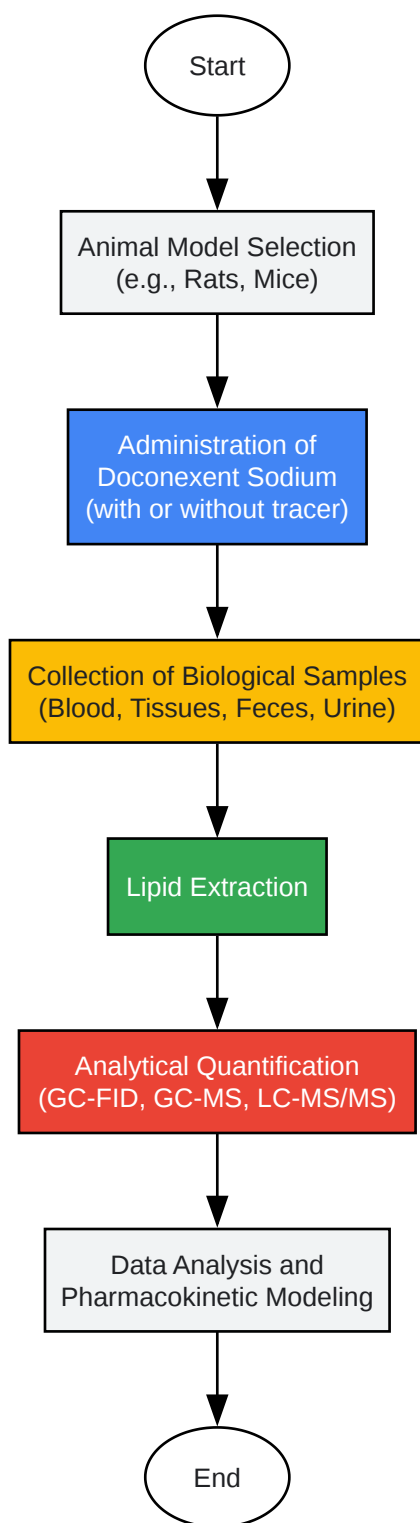 Start
Animal Model Selection
(e.g., Rats, Mice)
Administration of
Doconexent Sodium
(with or without tracer)
Collection of Biological Samples
(Blood, Tissues, Feces, Urine)
Lipid Extraction
Analytical Quantification
(GC-FID, GC-MS, LC-MS/MS)
Data Analysis and
Pharmacokinetic Modeling
End